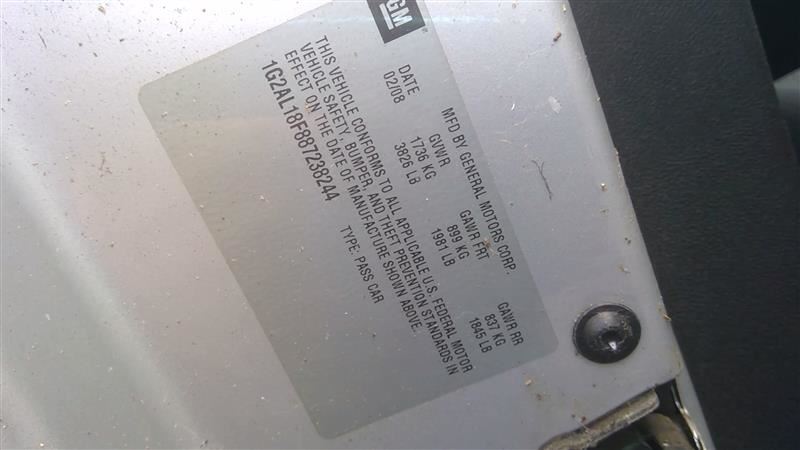 GM
MFD BY GENERAL MOTORS CORP.
DATE GVWR GAWR FRT GAWR RR
02/08 1736 KG 899 KG 837 KG
3826 LB 1981 LB 1845 LB
THIS VEHICLE CONFORMS TO ALL APPLICABLE U.S. FEDERAL MOTOR
VEHICLE SAFETY, BUMPER, AND THEFT PREVENTION STANDARDS IN
EFFECT ON THE DATE OF MANUFACTURE SHOWN ABOVE.
1G2AL18F887238244 TYPE: PASS CAR